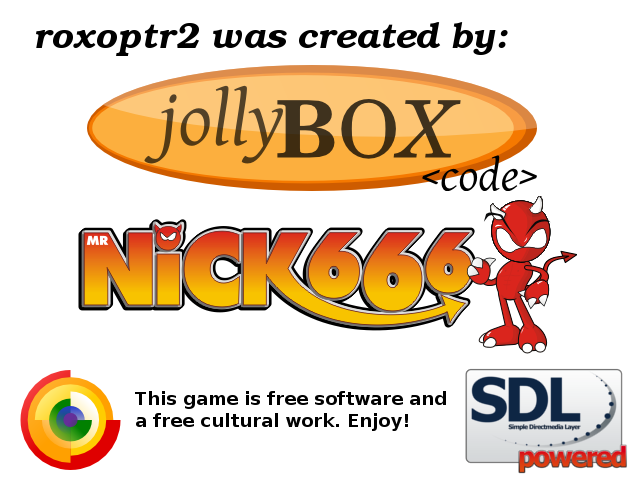 roxoptr2 was created by:
jollyBOX
<code>
MR
NiCK666
This game is free software and
a free cultural work. Enjoy!
SDL
Simple Directmedia Layer
powered